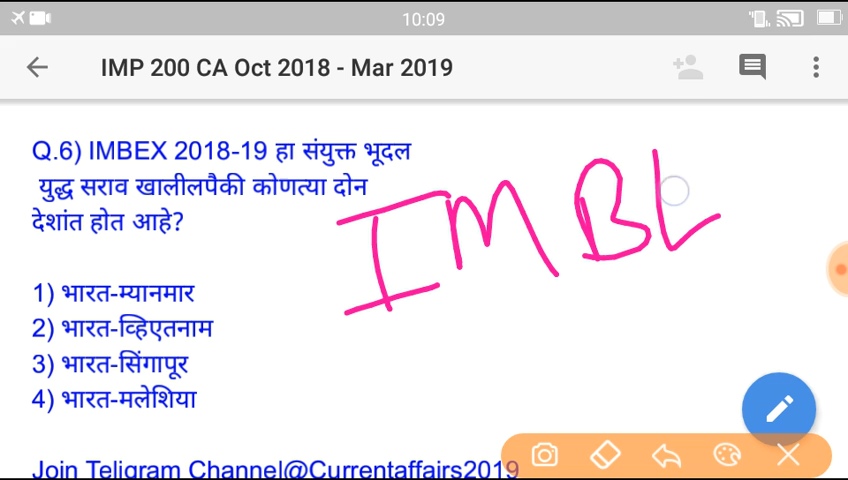 10:09
IMP 200 CA Oct 2018 - Mar 2019
Q.6) IMBEX 2018-19 हा संयुक्त भूदल
युद्ध सराव खालीलपैकी कोणत्या दोन
देशांत होत आहे?
IMBL
1) भारत-म्यानमार
2) भारत-व्हिएतनाम
3) भारत-सिंगापूर
4) भारत-मलेशिया
Join Teligram Channel@Currentaffairs2019